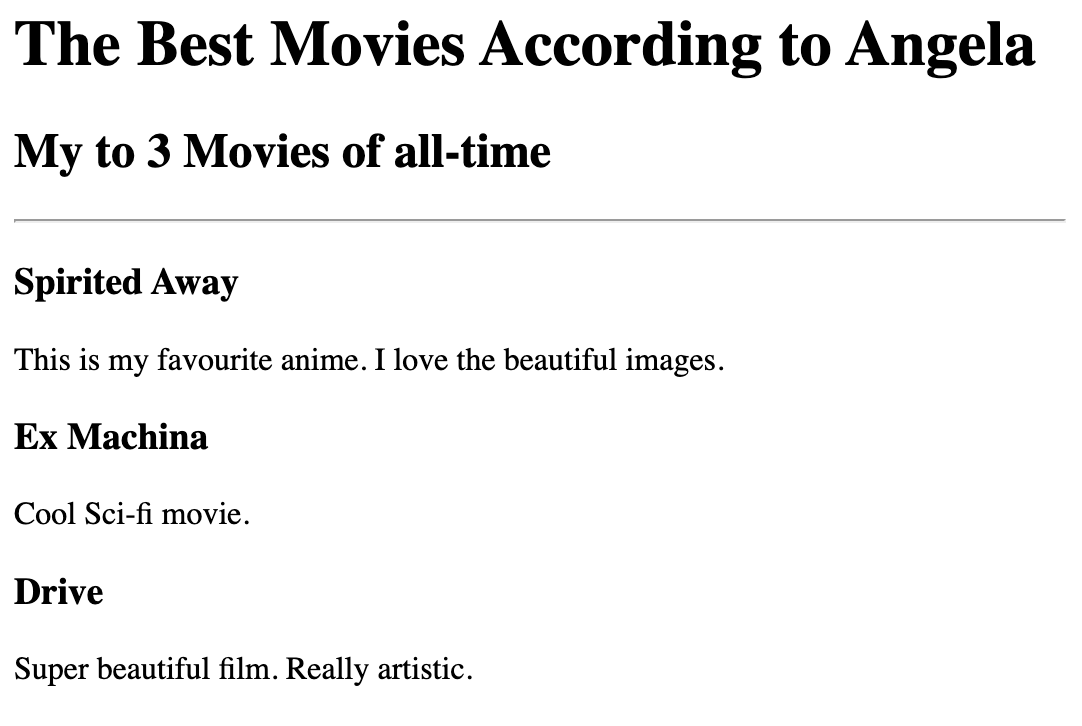 The Best Movies According to Angela
My to 3 Movies of all-time
Spirited Away
This is my favourite anime. I love the beautiful images.
Ex Machina
Cool Sci-fi movie.
Drive
Super beautiful film. Really artistic.